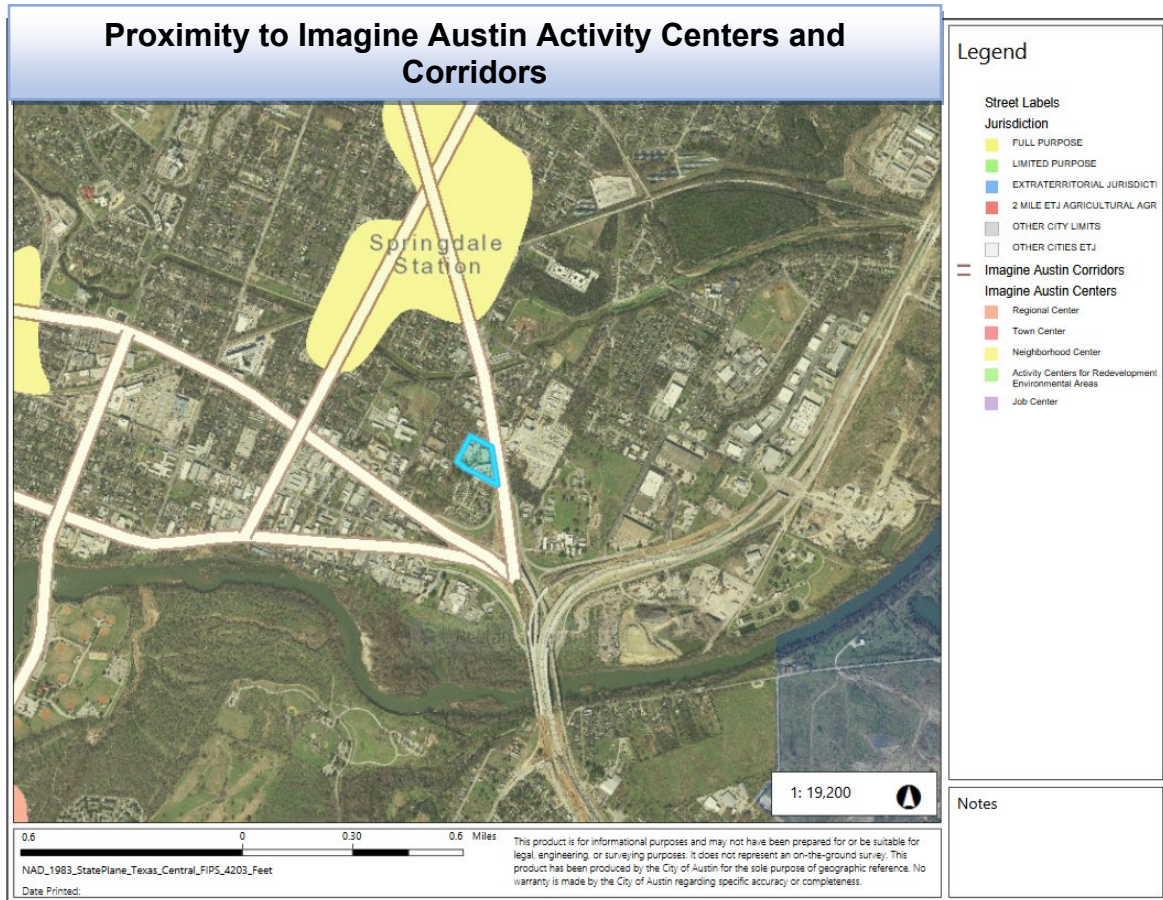 Proximity to Imagine Austin Activity Centers and
Corridors
Springdale
Station
1: 19,200
Legend
Street Labels
Jurisdiction
FULL PURPOSE
LIMITED PURPOSE
EXTRATERRITORIAL JURISDICTI
2 MILE ETJ AGRICULTURAL AGR
OTHER CITY LIMITS
OTHER CITIES ETJ
Imagine Austin Corridors
Imagine Austin Centers
Regional Center
Town Center
Neighborhood Center
Activity Centers for Redevelopment
Environmental Areas
Job Center
Notes
0.6 0 0.30 0.6 Miles
NAD_1983_StatePlane_Texas_Central_FIPS_4203_Feet
Date Printed:
This product is for informational purposes and may not have been prepared for or be suitable for
legal, engineering, or surveying purposes. It does not represent an on-the-ground survey. This
product has been produced by the City of Austin for the sole purpose of geographic reference. No
warranty is made by the City of Austin regarding specific accuracy or completeness.